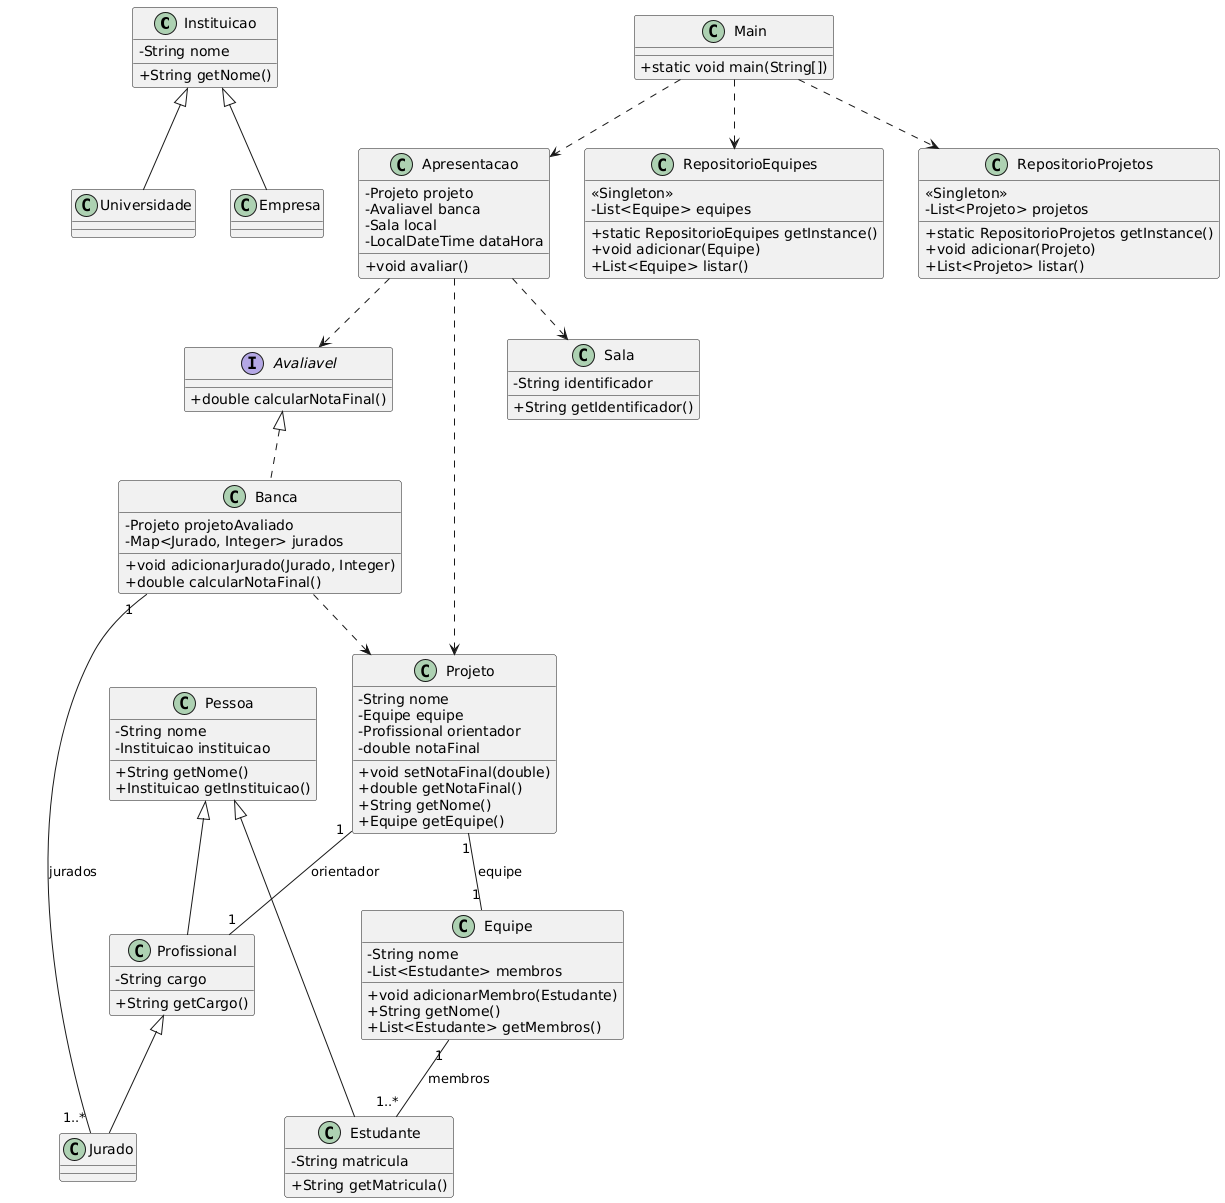 Instituicao
-String nome
+String getNome()
Main
+static void main(String[])
Universidade
Empresa
Apresentacao
-Projeto projeto
-Avaliavel banca
-Sala local
-LocalDateTime dataHora
+void avaliar()
RepositorioEquipes
«Singleton»
-List<Equipe> equipes
+static RepositorioEquipes getInstance()
+void adicionar(Equipe)
+List<Equipe> listar()
RepositorioProjetos
«Singleton»
-List<Projeto> projetos
+static RepositorioProjetos getInstance()
+void adicionar(Projeto)
+List<Projeto> listar()
Avaliavel
+double calcularNotaFinal()
Sala
-String identificador
+String getIdentificador()
Banca
-Projeto projetoAvaliado
-Map<Jurado, Integer> jurados
+void adicionarJurado(Jurado, Integer)
+double calcularNotaFinal()
1
Pessoa
-String nome
-Instituicao instituicao
+String getNome()
+Instituicao getInstituicao()
Projeto
-String nome
-Equipe equipe
-Profissional orientador
-double notaFinal
+void setNotaFinal(double)
+double getNotaFinal()
+String getNome()
+Equipe getEquipe()
1
1
jurados
orientador
equipe
1
1
Profissional
-String cargo
+String getCargo()
Equipe
-String nome
-List<Estudante> membros
+void adicionarMembro(Estudante)
+String getNome()
+List<Estudante> getMembros()
1
membros
1..*
1..*
Jurado
Estudante
-String matricula
+String getMatricula()